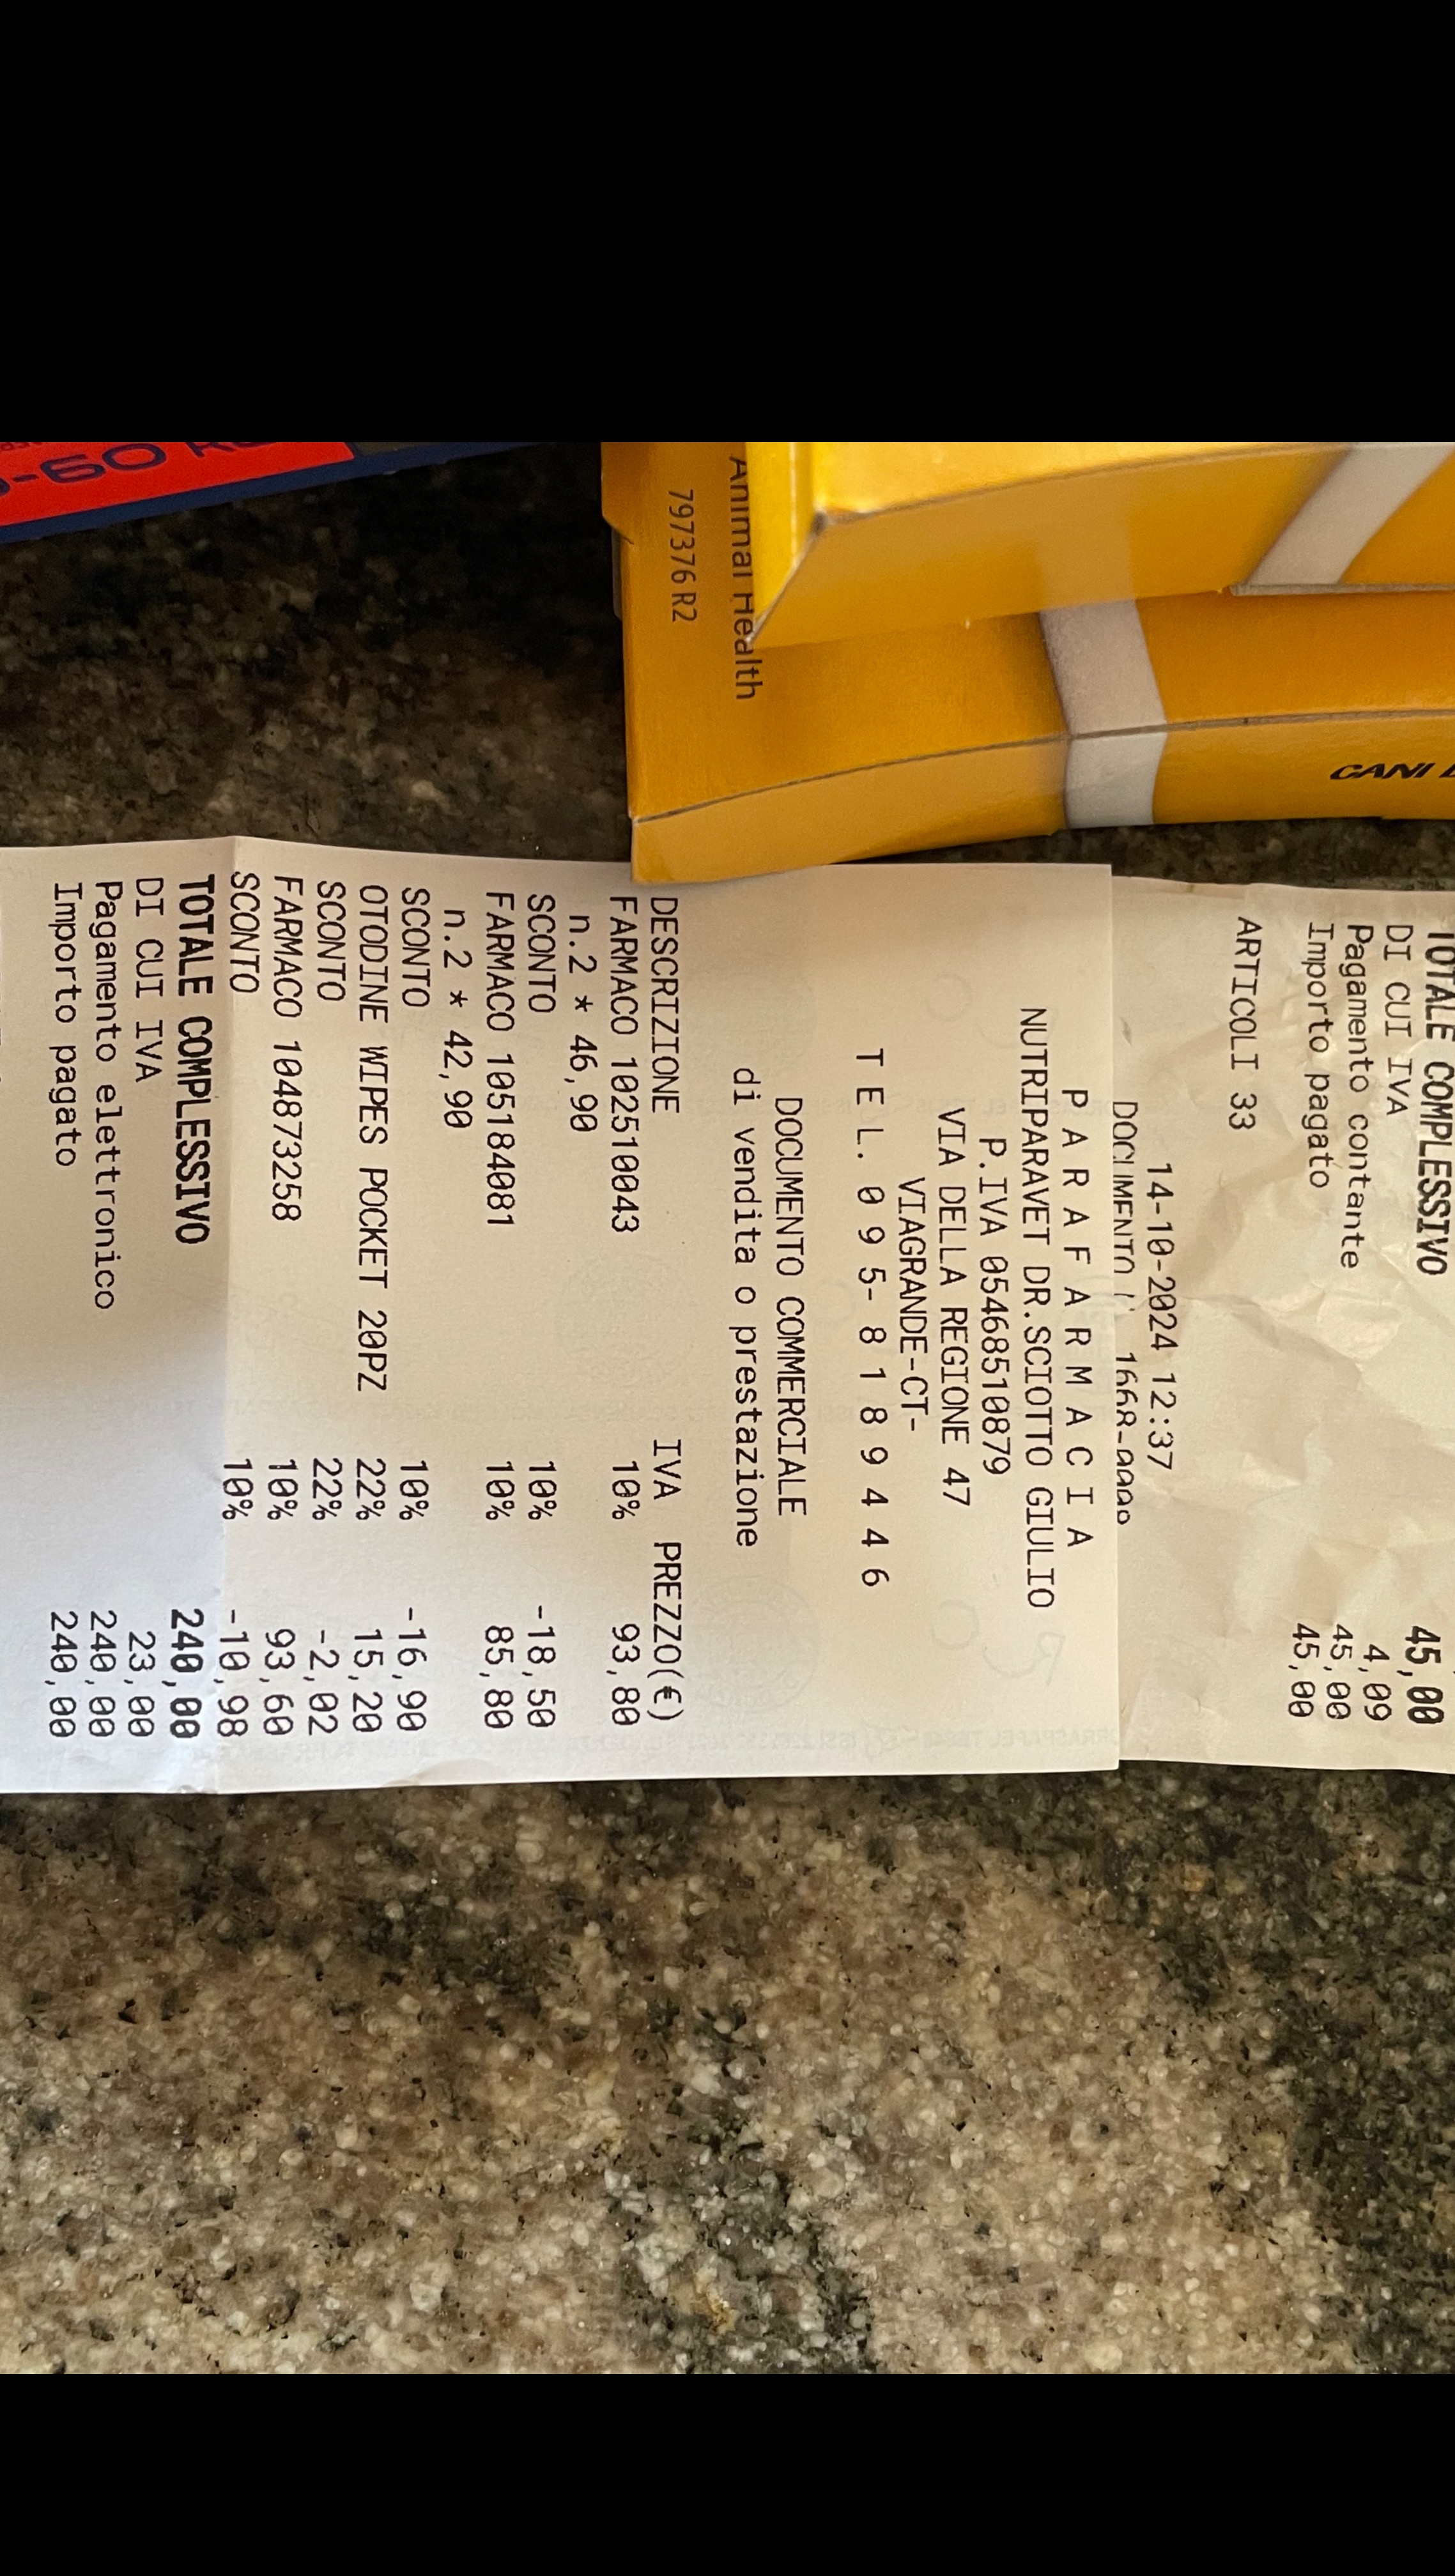 TOTALE COMPLESSIVO 45,00
DI CUI IVA 4,09
Pagamento contante 45,00
Importo pagato 45,00
ARTICOLI 33
14-10-2024 12:37
DOCUMENTO
P A R A F A R M A C I A
NUTRIPARAVET DR.SCIOTTO GIULIO
P.IVA 05468510879
VIA DELLA REGIONE 47
VIAGRANDE-CT-
T E L. 0 9 5- 8 1 8 9 4 4 6
DOCUMENTO COMMERCIALE
di vendita o prestazione
DESCRIZIONE IVA PREZZO(€)
FARMACO 102510043 10% 93,80
n.2 * 46,90
SCONTO 10% -18,50
FARMACO 105184081 10% 85,80
n.2 * 42,90
SCONTO 10% -16,90
OTODINE WIPES POCKET 20PZ 22% 15,20
SCONTO 22% -2,02
FARMACO 104873258 10% 93,60
SCONTO 10% -10,98
TOTALE COMPLESSIVO 240,00
DI CUI IVA 23,00
Pagamento elettronico 240,00
Importo pagato 240,00
Animal Health
797376 R2
CANI